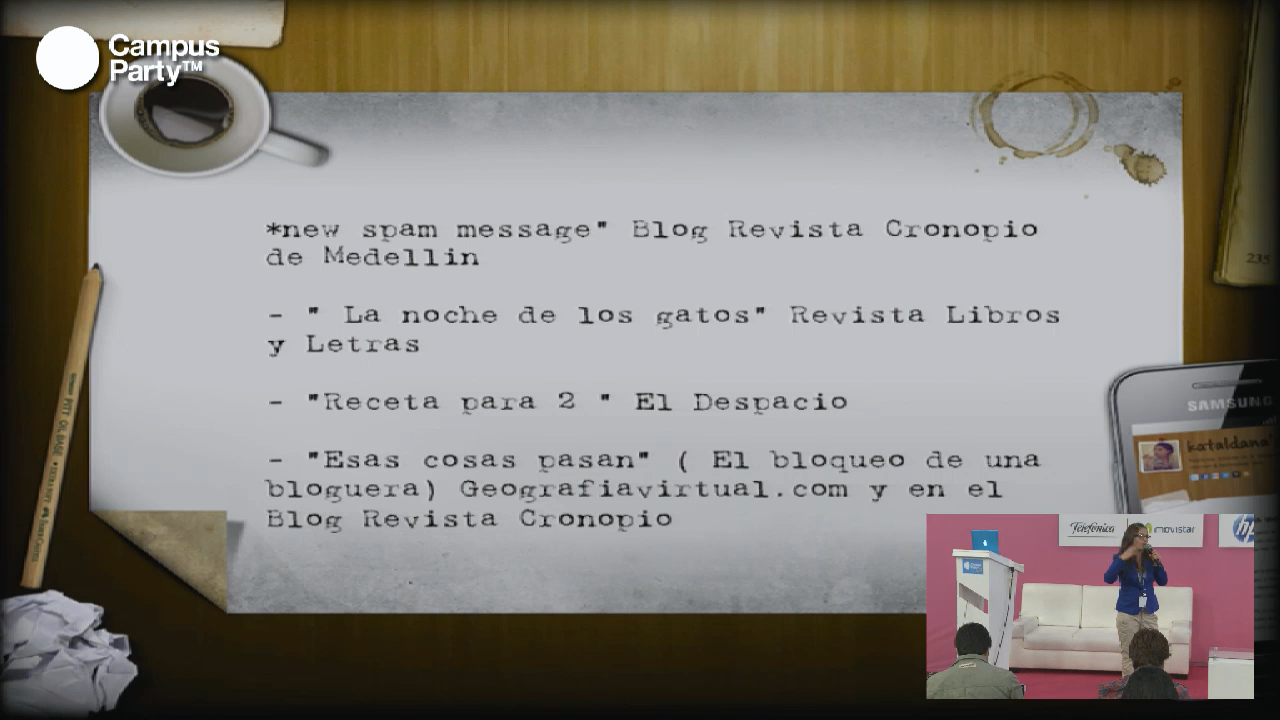 Campus
Party™
*new spam message" Blog Revista Cronopio
de Medellin
- " La noche de los gatos" Revista Libros
y Letras
- "Receta para 2 " El Despacio
- "Esas cosas pasan" ( El bloqueo de una
bloguera) Geografiavirtual.com y en el
Blog Revista Cronopio
235
SAMSUNG
kataldana
Telefónica
movistar
hp